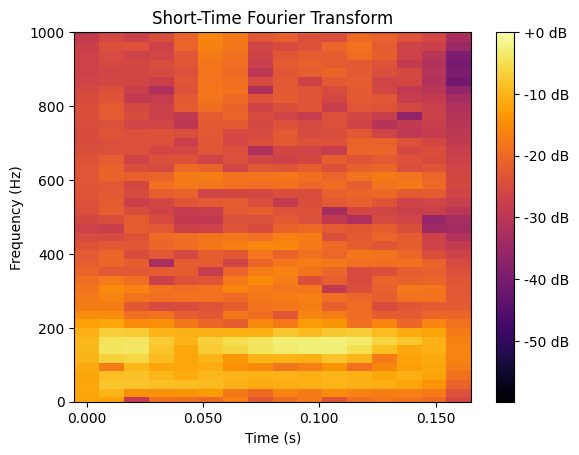 Short-Time Fourier Transform
1000
800
600
400
200
0
Frequency (Hz)
0.000
0.050
0.100
0.150
Time (s)
+0 dB
-10 dB
-20 dB
-30 dB
-40 dB
-50 dB